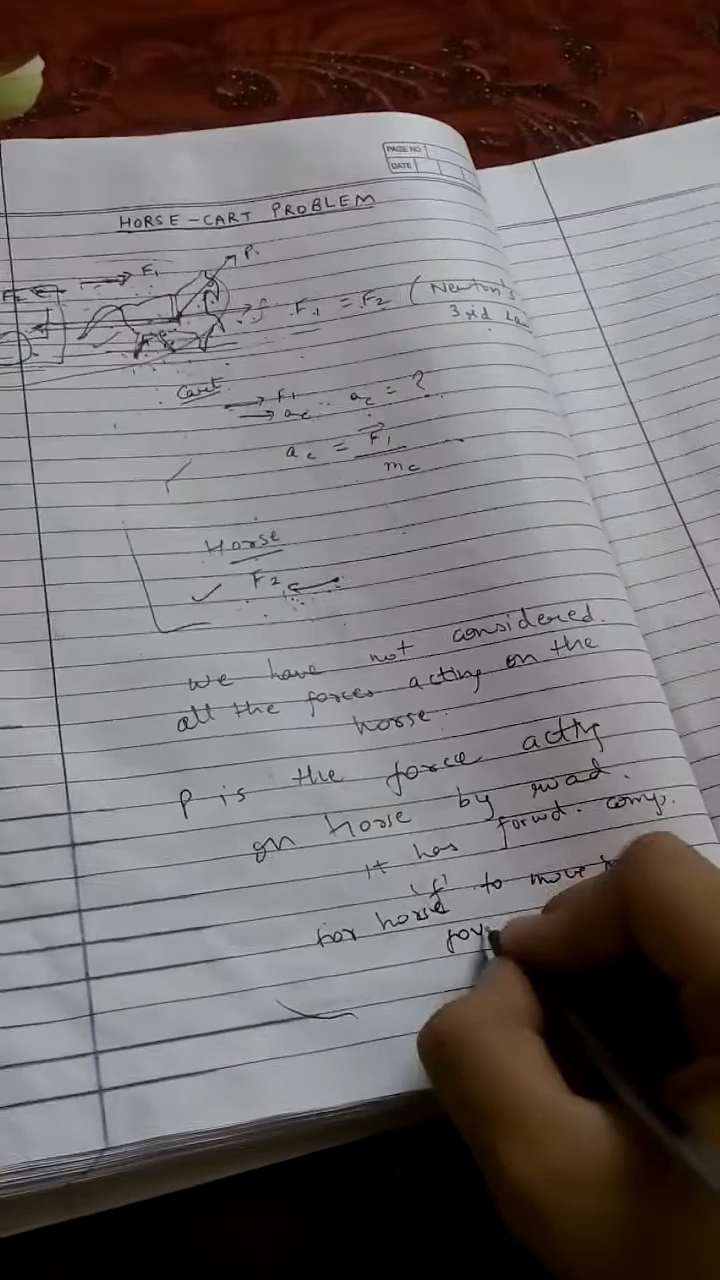 PAGE NO.
DATE
HORSE-CART PROBLEM
P.
F1
F2
f F1 = F2 (Newton's
3rd La
Cart
F1
ac ac = ?
ac = F1
mc
Horse
F2
we have not considered.
all the forces acting on the
horse.
P is the force acting
on horse by road.
It has forwd. comp.
'f'
For horse to move